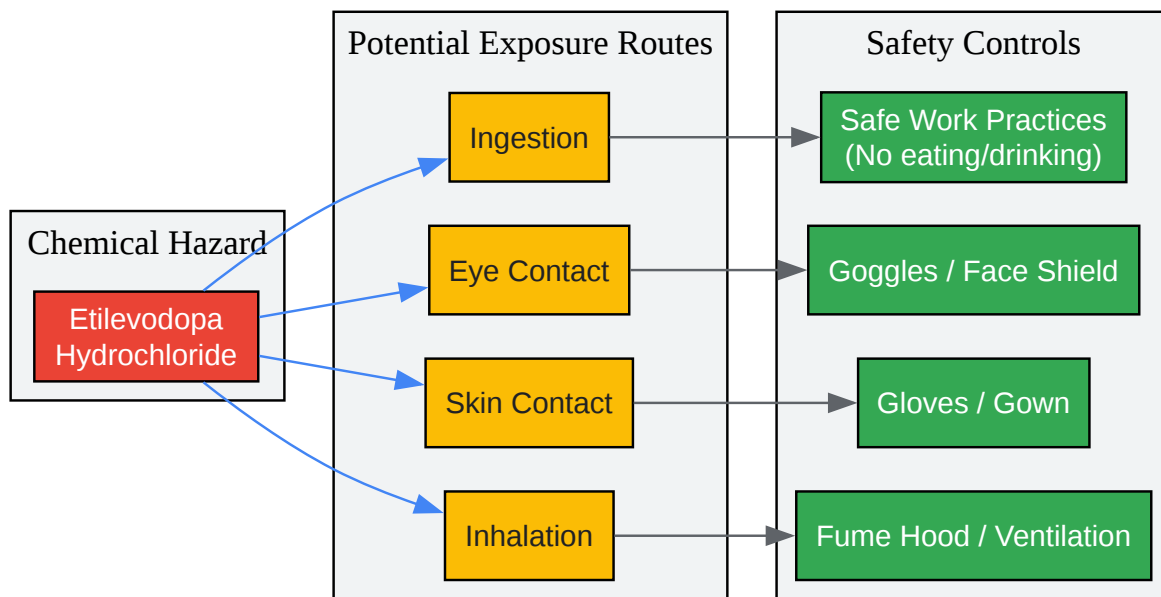 Potential Exposure Routes
Safety Controls
Ingestion
Safe Work Practices
(No eating/drinking)
Chemical Hazard
Eye Contact
Goggles / Face Shield
Etilevodopa
Hydrochloride
Skin Contact
Gloves / Gown
Inhalation
Fume Hood / Ventilation